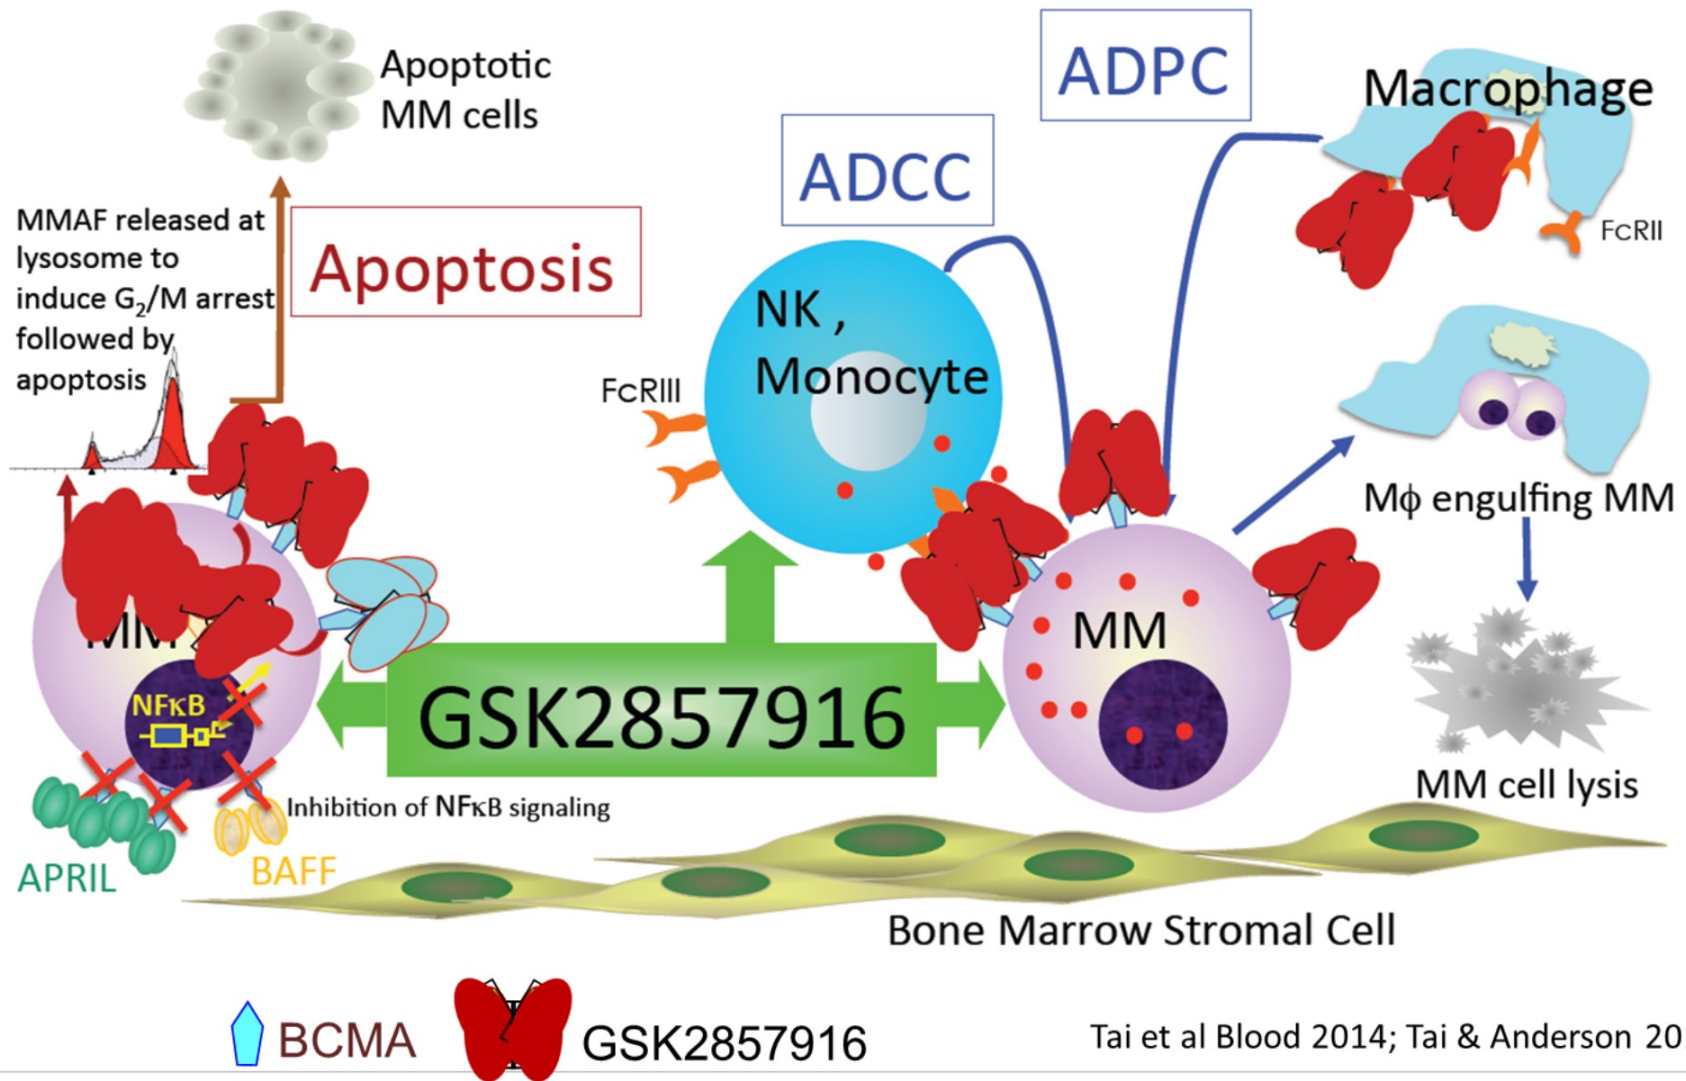 Apoptotic
MM cells
ADPC
Macrophage
ADCC
MMAF released at
lysosome to
induce G2/M arrest
followed by
apoptosis
Apoptosis
FcRII
NK ,
Monocyte
FcRIII
Mφ engulfing MM
MM
MM
NFκB
GSK2857916
MM cell lysis
Inhibition of NFκB signaling
APRIL
BAFF
Bone Marrow Stromal Cell
BCMA
GSK2857916
Tai et al Blood 2014; Tai & Anderson